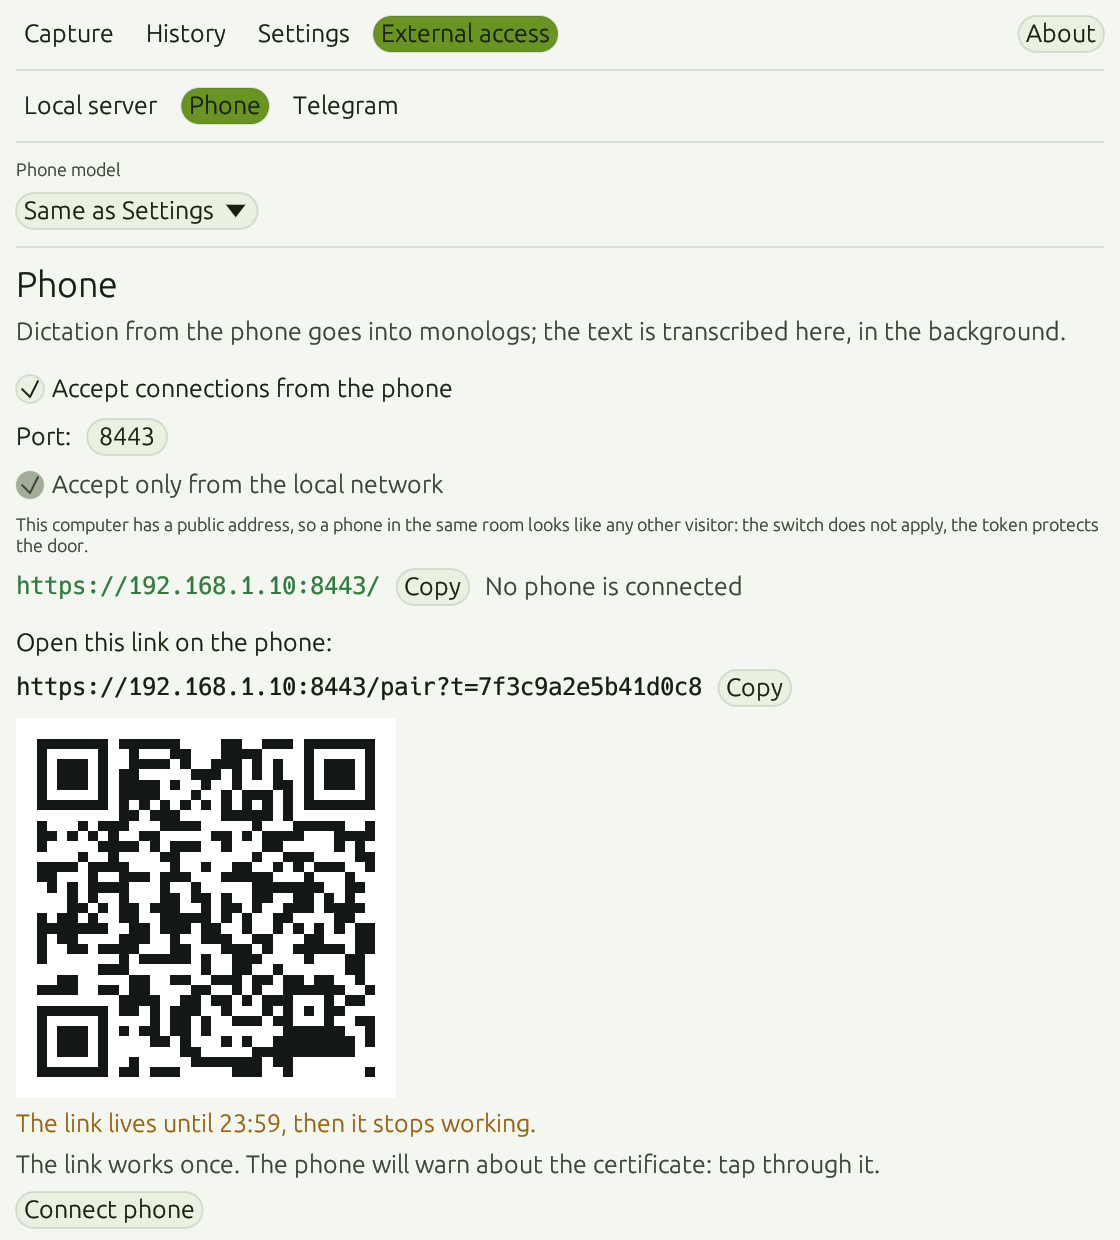 Capture History Settings External access About
Local server Phone Telegram
Phone model
Same as Settings
Phone
Dictation from the phone goes into monologs; the text is transcribed here, in the background.
Accept connections from the phone
Port: 8443
Accept only from the local network
This computer has a public address, so a phone in the same room looks like any other visitor: the switch does not apply, the token protects
the door.
https://192.168.1.10:8443/ Copy No phone is connected
Open this link on the phone:
https://192.168.1.10:8443/pair?t=7f3c9a2e5b41d0c8 Copy
The link lives until 23:59, then it stops working.
The link works once. The phone will warn about the certificate: tap through it.
Connect phone